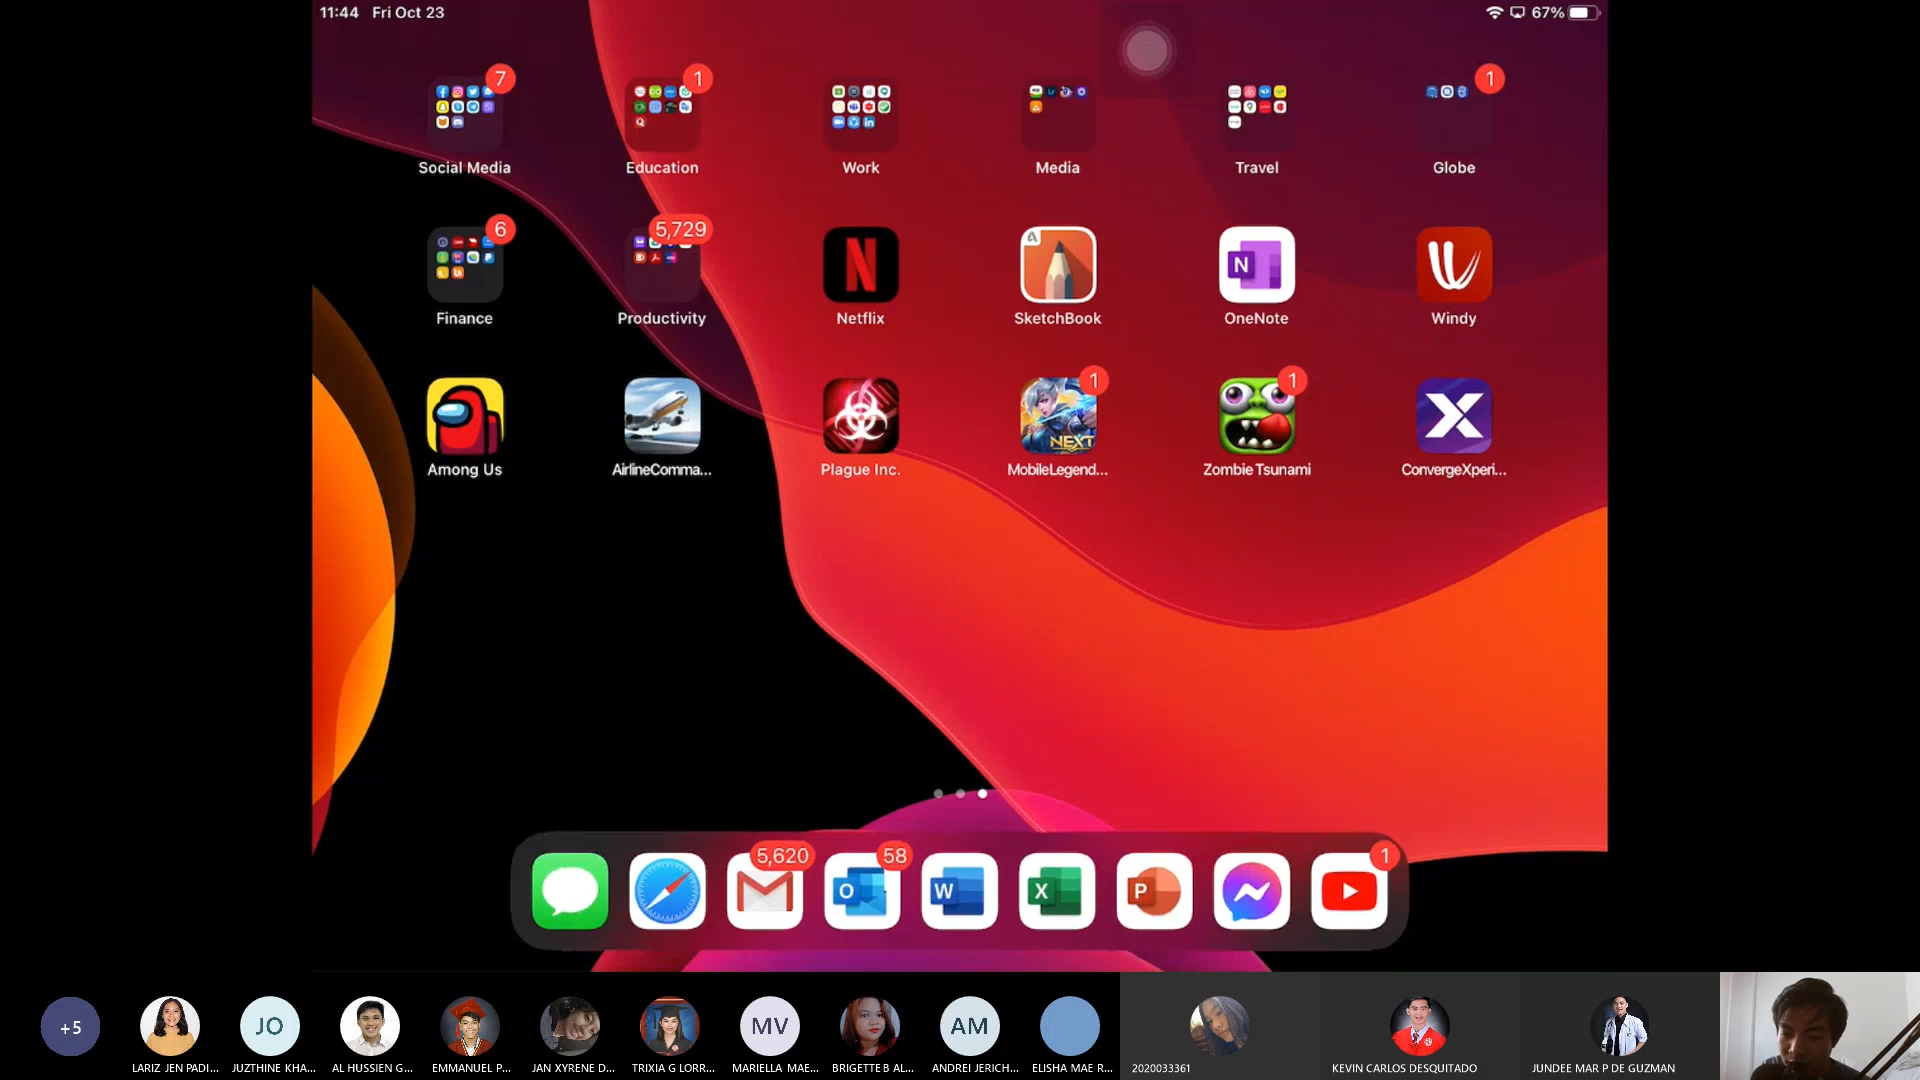 11:44 Fri Oct 23
67%
7
1
1
Social Media
Education
Work
Media
Travel
Globe
6
5,729
N
N
Finance
Productivity
Netflix
SketchBook
OneNote
Windy
1
1
NEXT
X
Among Us
AirlineComma...
Plague Inc.
MobileLegend...
Zombie Tsunami
ConvergeXperi...
5,620
58
1
O
W
X
P
+5
JO
MV
AM
LARIZ JEN PADI...
JUZTHINE KHA...
AL HUSSIEN G...
EMMANUEL P...
JAN XYRENE D...
TRIXIA G LORR...
MARIELLA MAE...
BRIGETTE B AL...
ANDREI JERICH...
ELISHA MAE R...
2020033361
KEVIN CARLOS DESQUITADO
JUNDEE MAR P DE GUZMAN